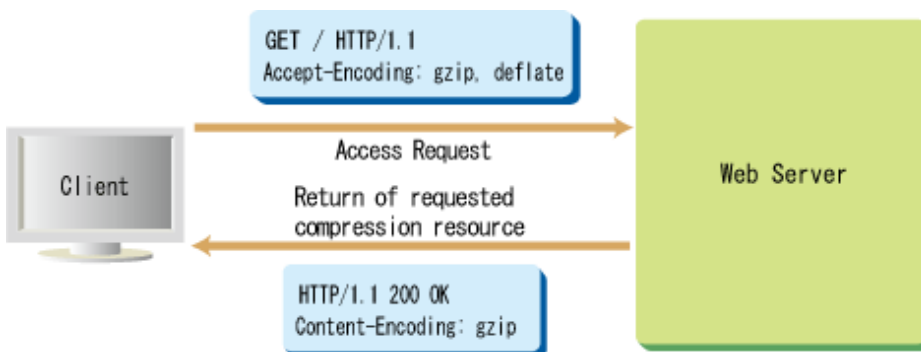 GET / HTTP/1.1
Accept-Encoding: gzip, deflate
Access Request
Client
Web Server
Return of requested
compression resource
HTTP/1.1 200 OK
Content-Encoding: gzip